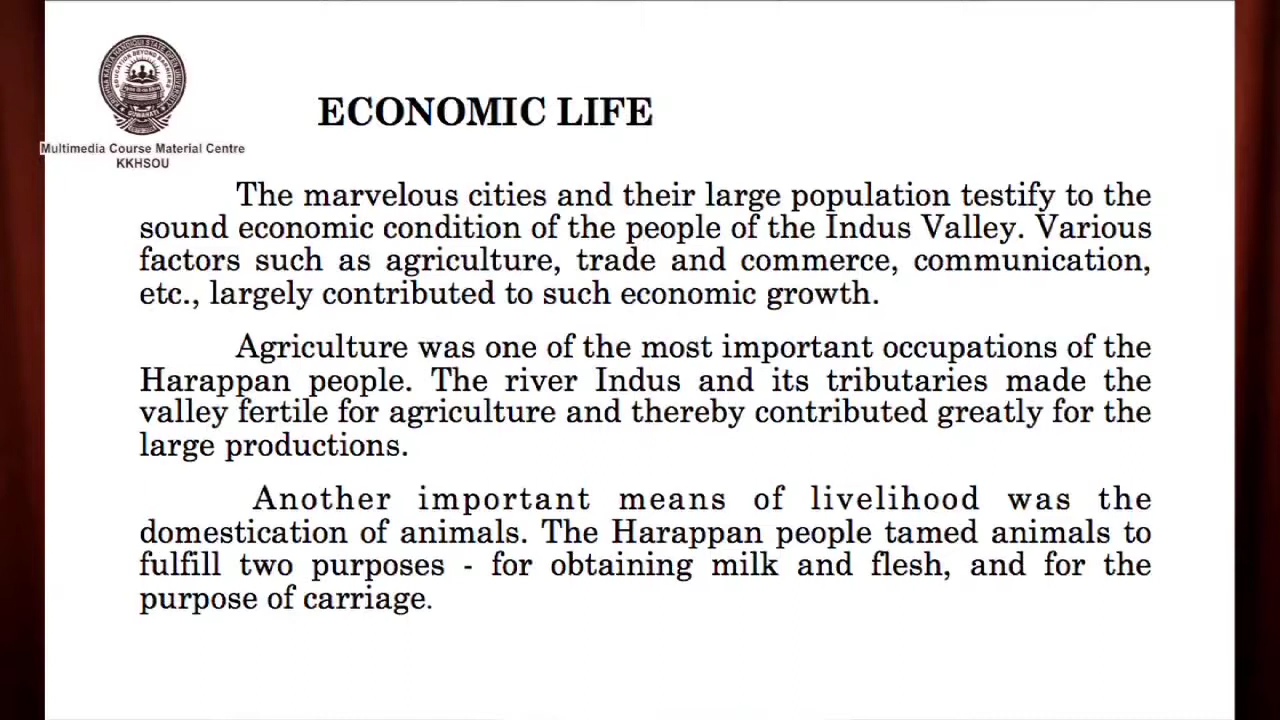 ECONOMIC LIFE
Multimedia Course Material Centre
KKHSOU
The marvelous cities and their large population testify to the
sound economic condition of the people of the Indus Valley. Various
factors such as agriculture, trade and commerce, communication,
etc., largely contributed to such economic growth.
Agriculture was one of the most important occupations of the
Harappan people. The river Indus and its tributaries made the
valley fertile for agriculture and thereby contributed greatly for the
large productions.
Another important means of livelihood was the
domestication of animals. The Harappan people tamed animals to
fulfill two purposes - for obtaining milk and flesh, and for the
purpose of carriage.